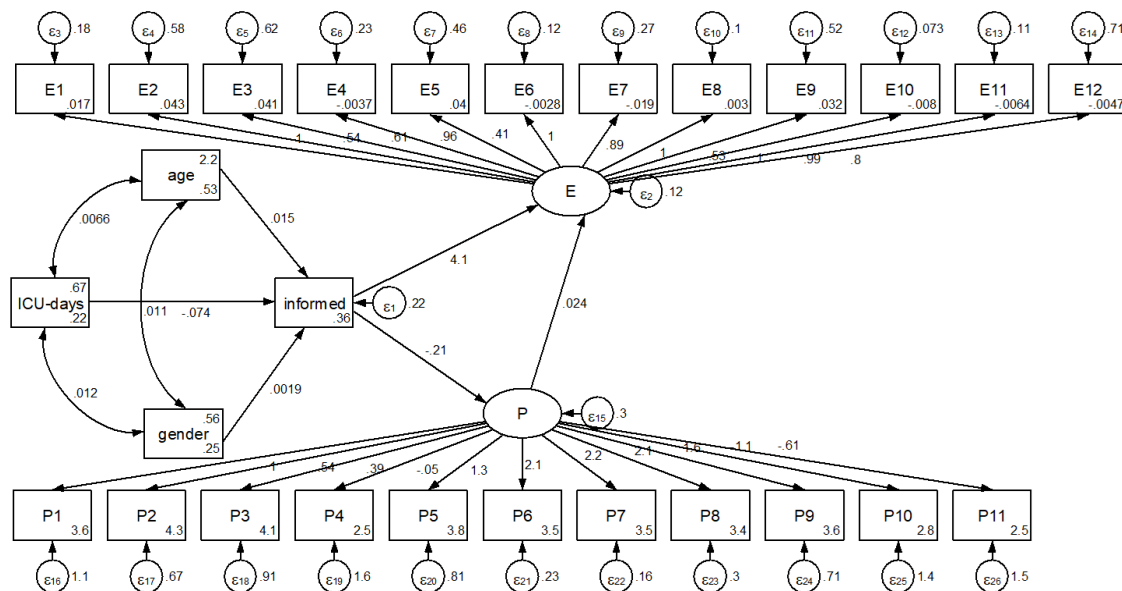 ε3 .18 ε4 .58 ε5 .62 ε6 .23 ε7 .46 ε8 .12 ε9 .27 ε10 .1 ε11 .52 ε12 .073 ε13 .11 ε14 .71
E1 E2 E3 E4 E5 E6 E7 E8 E9 E10 E11 E12
.017 .043 .041 -.0037 .04 -.0028 -.019 .003 .032 -.008 -.0064 -.0047
1 .54 .61 .96 .41 1 .89 1 .53 1 .99 .8
2.2
age
.53
E
ε2 .12
.0066 .015
4.1
.67
ICU-days
.22
.011 -.074
informed
.36
ε1 .22
.024
-.21
.012 .0019
.56
gender
.25
P
ε15 .3
1 .54 .39 -.05 1.3 2.1 2.2 2.1 1.6 -1.1 -.61
P1 P2 P3 P4 P5 P6 P7 P8 P9 P10 P11
3.6 4.3 4.1 2.5 3.8 3.5 3.5 3.4 3.6 2.8 2.5
ε16 1.1 ε17 .67 ε18 .91 ε19 1.6 ε20 .81 ε21 .23 ε22 .16 ε23 .3 ε24 .71 ε25 1.4 ε26 1.5